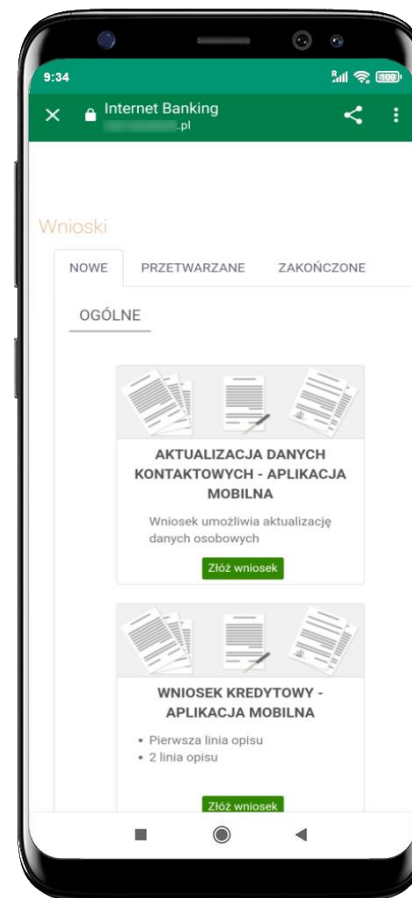 9:34
R
100
Internet Banking
.pl
Wnioski
NOWE PRZETWARZANE ZAKOŃCZONE
OGÓLNE
AKTUALIZACJA DANYCH
KONTAKTOWYCH - APLIKACJA
MOBILNA
Wniosek umożliwia aktualizację
danych osobowych
Złóż wniosek
WNIOSEK KREDYTOWY -
APLIKACJA MOBILNA
• Pierwsza linia opisu
• 2 linia opisu
Złóż wniosek